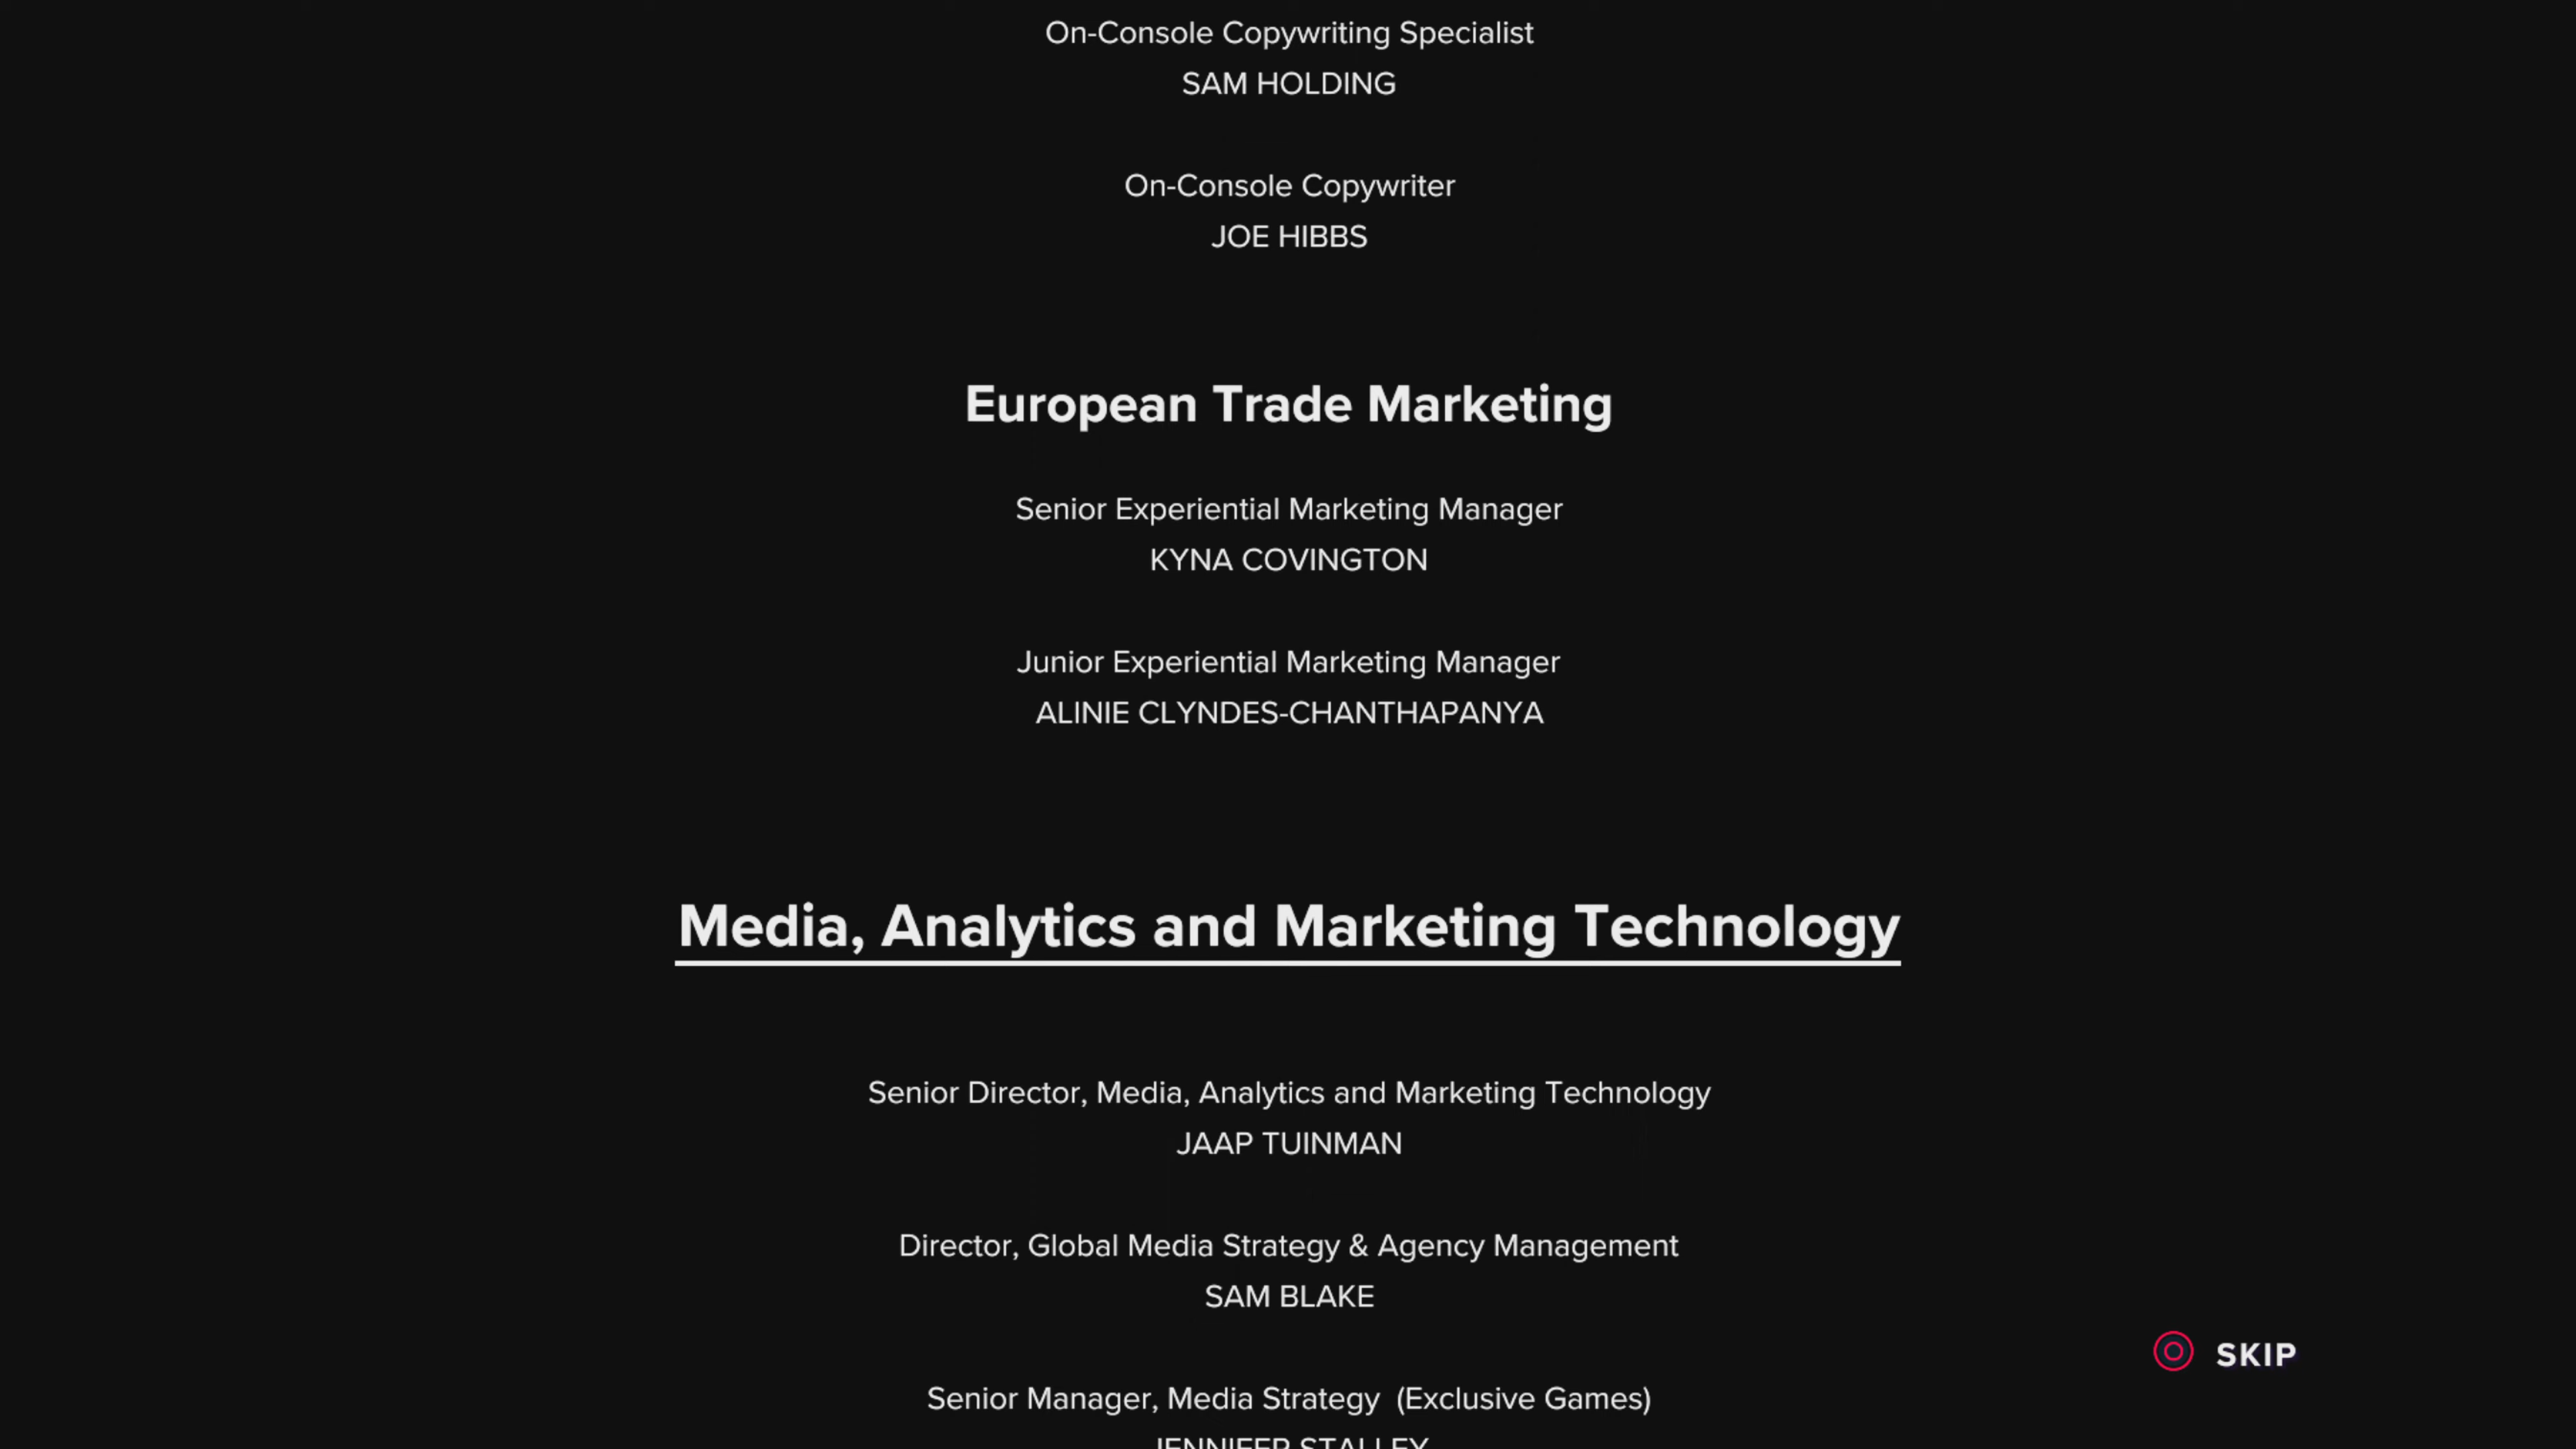 On-Console Copywriting Specialist
SAM HOLDING
On-Console Copywriter
JOE HIBBS
European Trade Marketing
Senior Experiential Marketing Manager
KYNA COVINGTON
Junior Experiential Marketing Manager
ALINIE CLYNDES-CHANTHAPANYA
Media, Analytics and Marketing Technology
Senior Director, Media, Analytics and Marketing Technology
JAAP TUINMAN
Director, Global Media Strategy & Agency Management
SAM BLAKE
SKIP
Senior Manager, Media Strategy (Exclusive Games)
JENNIFER STALLEY